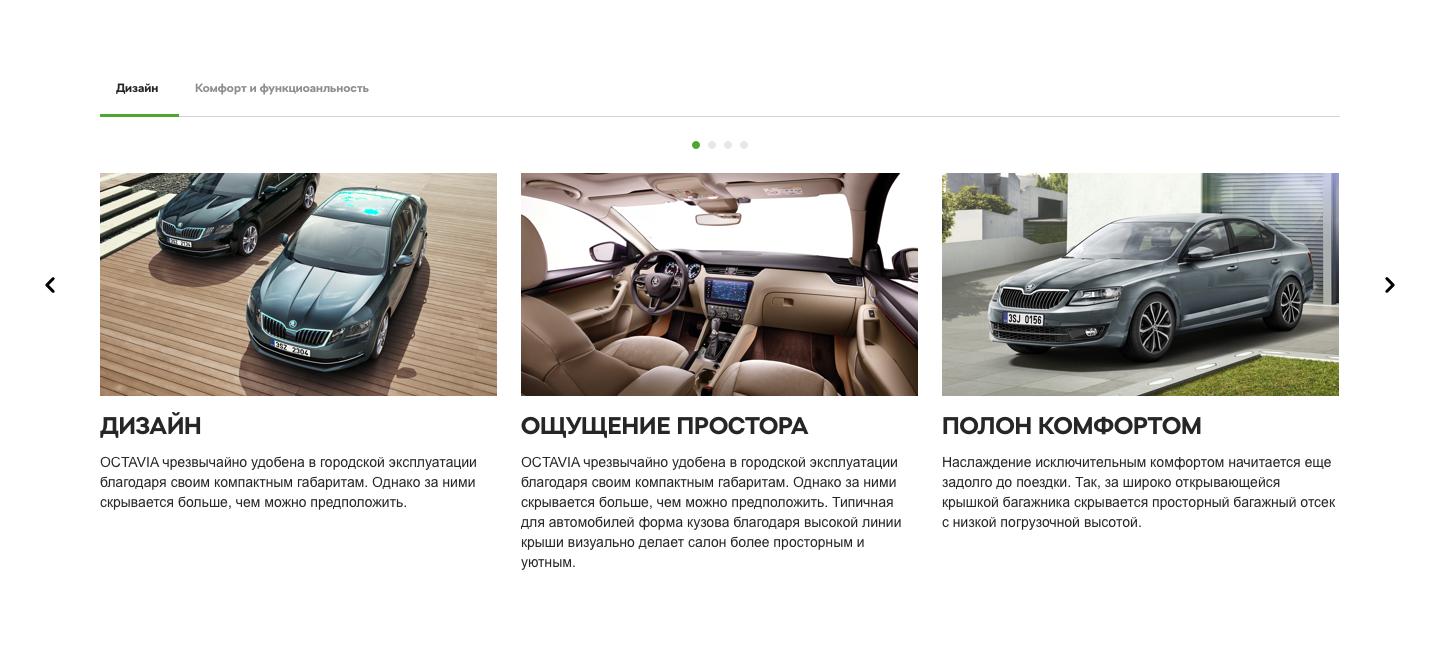 Дизайн
Комфорт и функциоанльность
3SZ 2304
3SJ 0156
ДИЗАЙН
OCTAVIA чрезвычайно удобена в городской эксплуатации
благодаря своим компактным габаритам. Однако за ними
скрывается больше, чем можно предположить.
ОЩУЩЕНИЕ ПРОСТОРА
OCTAVIA чрезвычайно удобена в городской эксплуатации
благодаря своим компактным габаритам. Однако за ними
скрывается больше, чем можно предположить. Типичная
для автомобилей форма кузова благодаря высокой линии
крыши визуально делает салон более просторным и
уютным.
ПОЛОН КОМФОРТОМ
Наслаждение исключительным комфортом начитается еще
задолго до поездки. Так, за широко открывающейся
крышкой багажника скрывается просторный багажный отсек
с низкой погрузочной высотой.